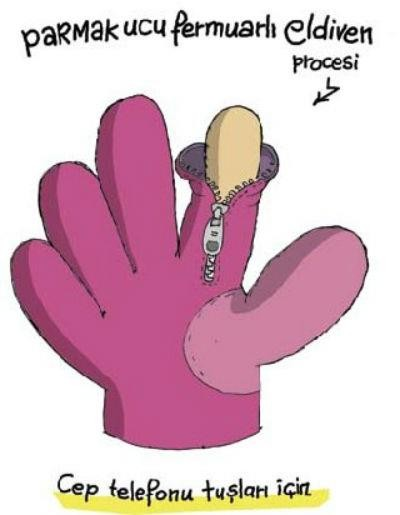 PARMAK UCU fermuarlı Eldiven
Procesi
Cep telefonu tuşları için